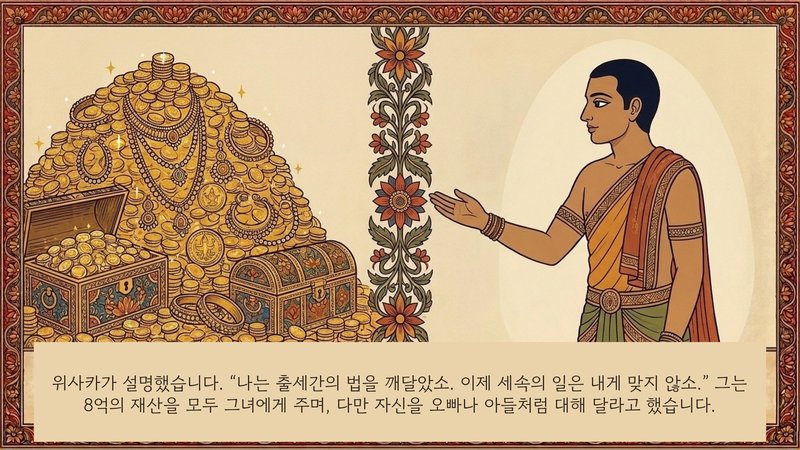 위사카가 설명했습니다. “나는 출세간의 법을 깨달았소. 이제 세속의 일은 내게 맞지 않소.” 그는
8억의 재산을 모두 그녀에게 주며, 다만 자신을 오빠나 아들처럼 대해 달라고 했습니다.